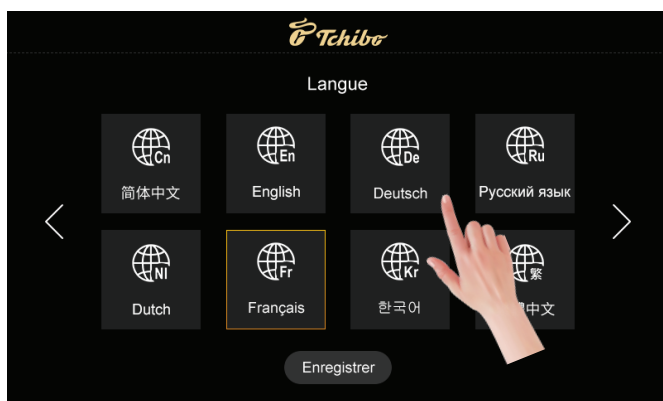 Tchibo
Langue
Cn
En
De
Ru
简体中文
English
Deutsch
Русский язык
Nl
Fr
Kr
繁
Dutch
Français
한국어
中文
Enregistrer